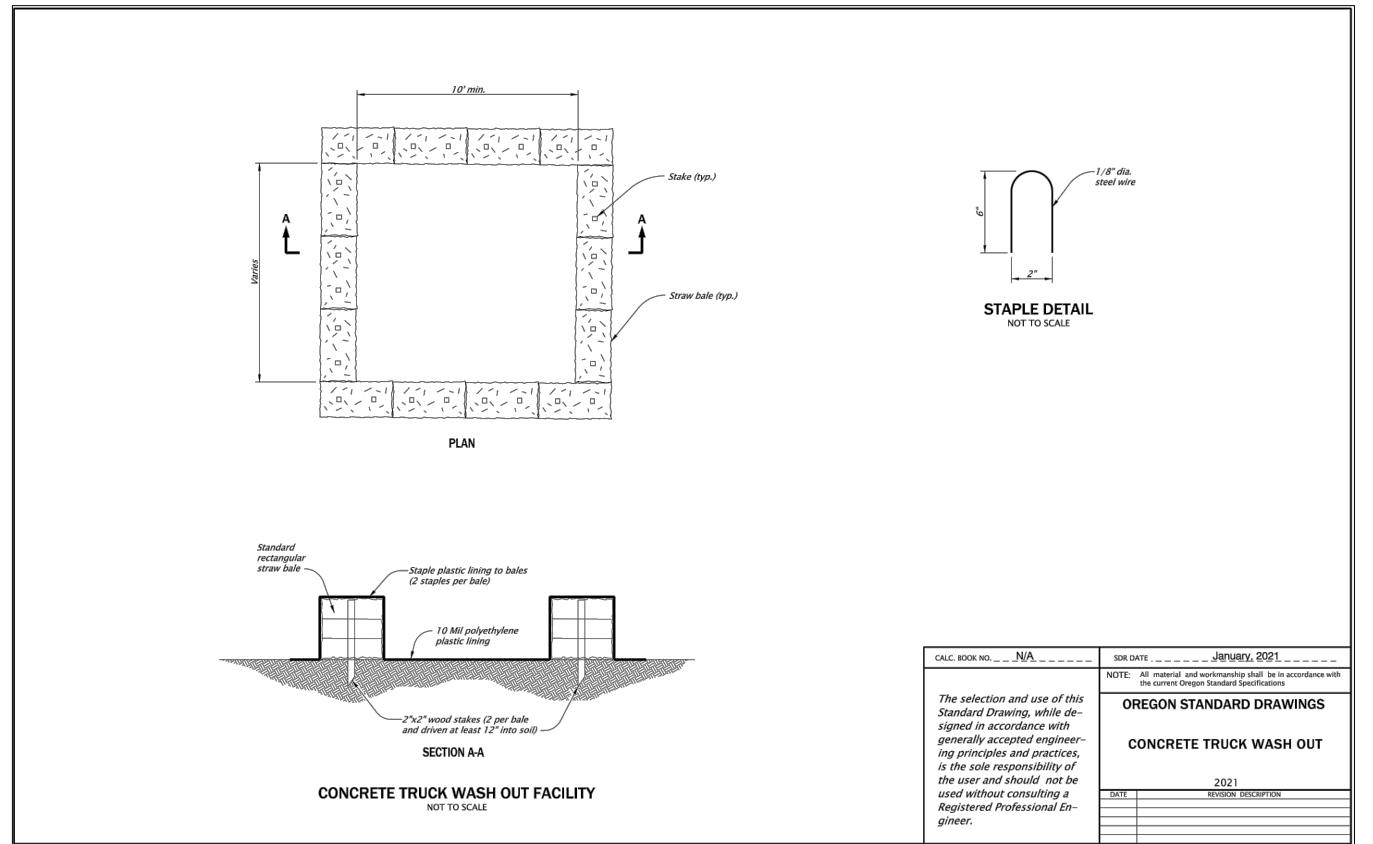 10' min.
Stake (typ.)
A
A
Varies
Straw bale (typ.)
PLAN
1/8" dia.
steel wire
6"
2"
STAPLE DETAIL
NOT TO SCALE
Standard
rectangular
straw bale
Staple plastic lining to bales
(2 staples per bale)
10 Mil polyethylene
plastic lining
2"x2" wood stakes (2 per bale
and driven at least 12" into soil)
SECTION A-A
CONCRETE TRUCK WASH OUT FACILITY
NOT TO SCALE
CALC. BOOK NO. N/A
SDR DATE January, 2021
NOTE: All material and workmanship shall be in accordance with
the current Oregon Standard Specifications
The selection and use of this
Standard Drawing, while de-
signed in accordance with
generally accepted engineer-
ing principles and practices,
is the sole responsibility of
the user and should not be
used without consulting a
Registered Professional En-
gineer.
OREGON STANDARD DRAWINGS
CONCRETE TRUCK WASH OUT
2021
DATE REVISION DESCRIPTION